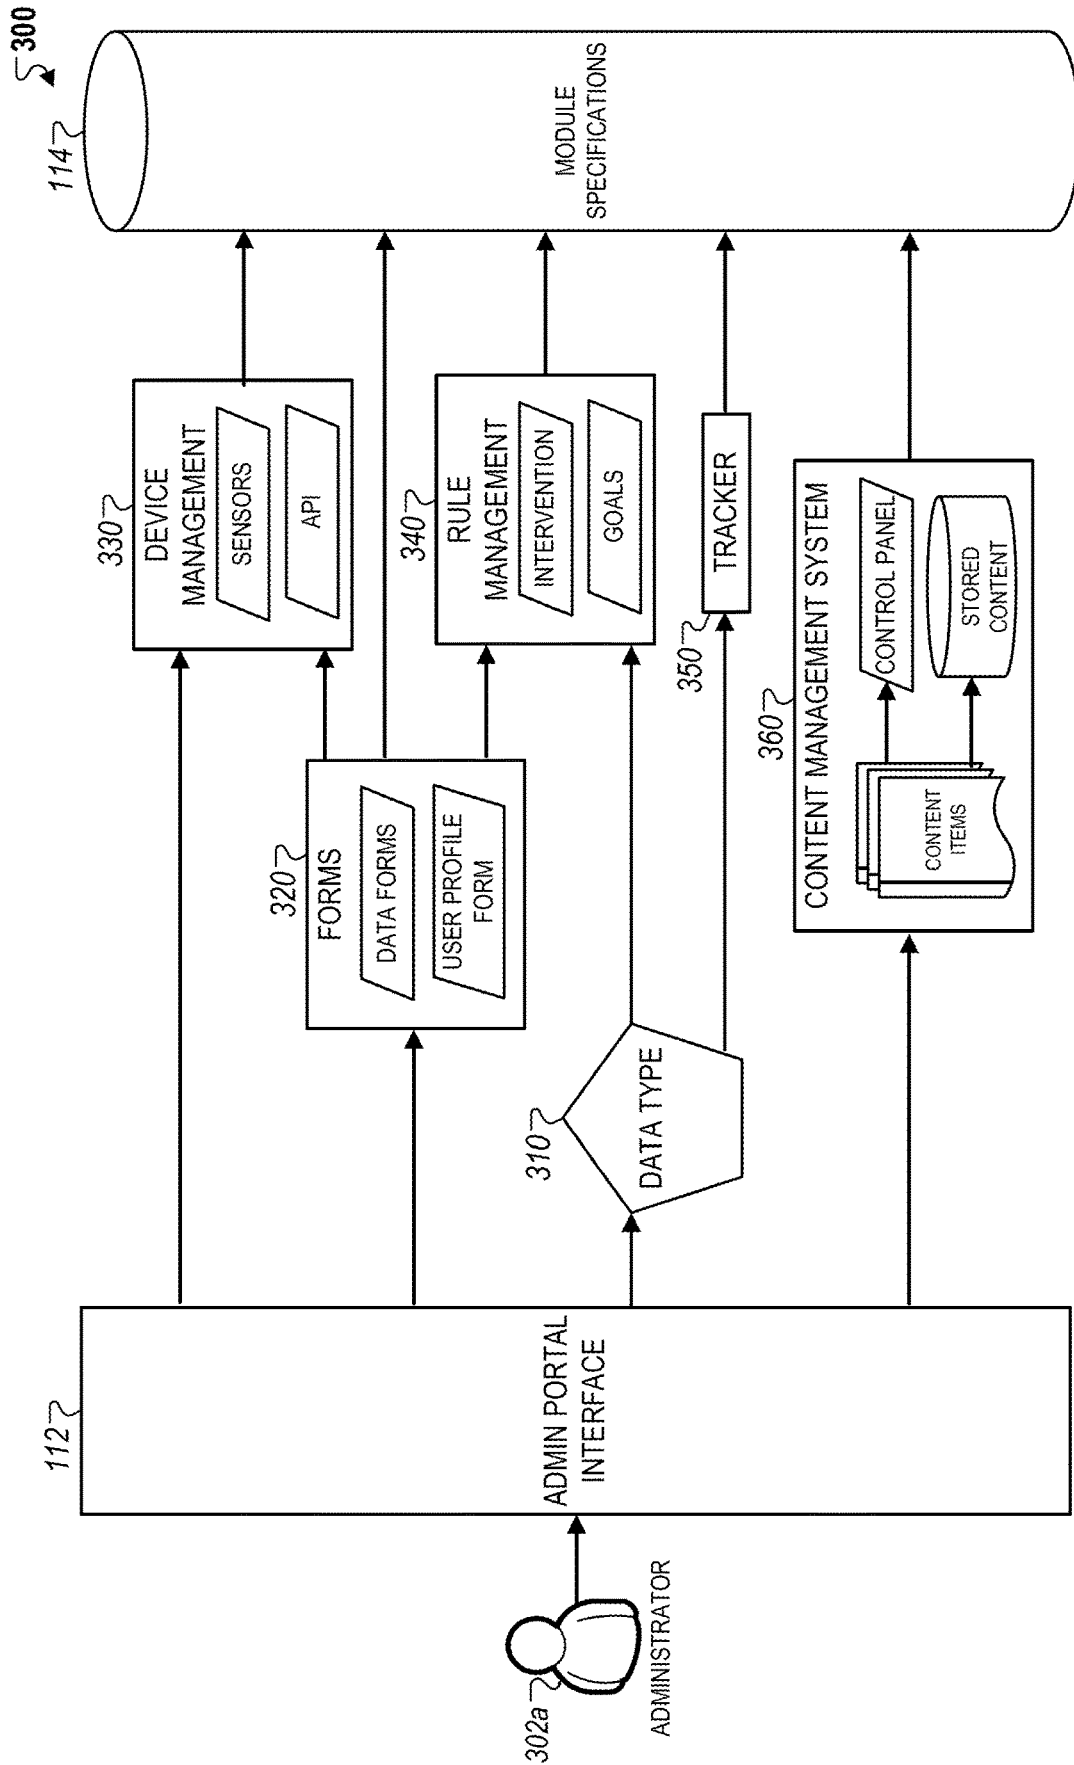 300
302a
ADMINISTRATOR
112
ADMIN PORTAL
INTERFACE
310
DATA TYPE
320
FORMS
DATA FORMS
USER PROFILE
FORM
330
DEVICE
MANAGEMENT
SENSORS
API
340
RULE
MANAGEMENT
INTERVENTION
GOALS
350
TRACKER
360
CONTENT MANAGEMENT SYSTEM
CONTENT
ITEMS
CONTROL PANEL
STORED
CONTENT
114
MODULE
SPECIFICATIONS